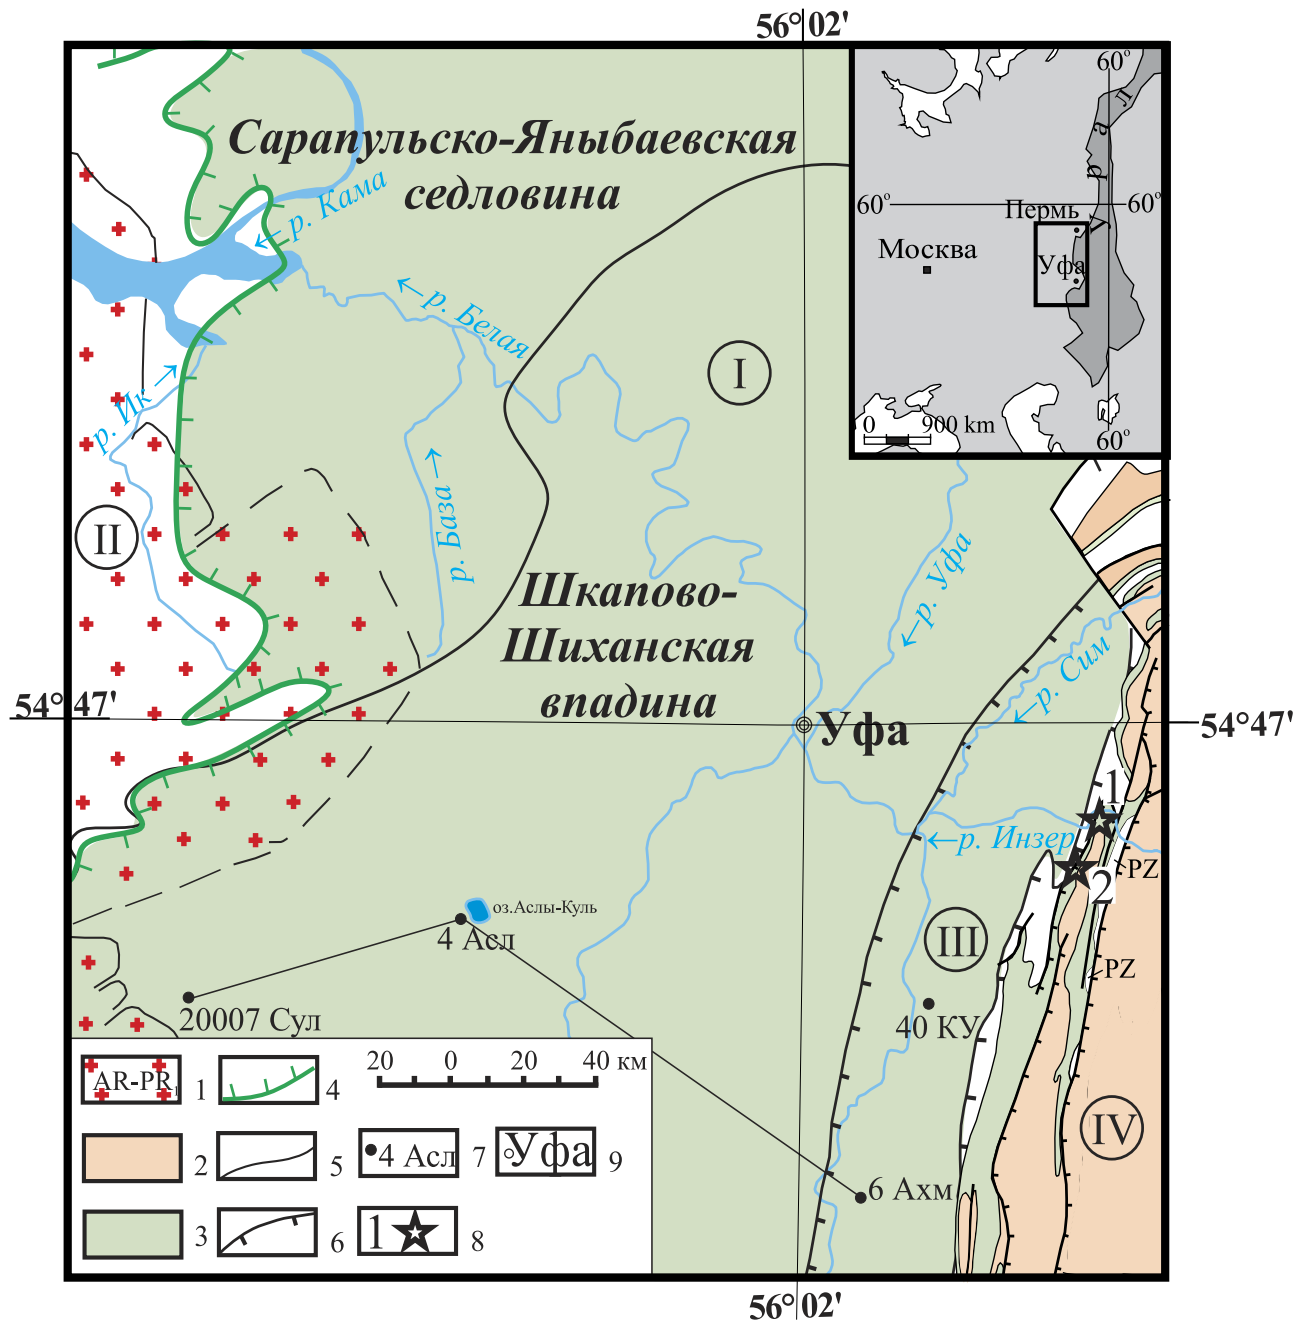 56°02'
Сарапульско-Яныбаевская
седловина
р. Кама
р. Белая
р. Ик
р. База
I
II
60°
Урал
60°
60°
Пермь
Москва
Уфа
0 900 km
60°
р. Уфа
Шкапово-
Шиханская
впадина
р. Сим
54°47'
Уфа
54°47'
1
р. Инзер
2
PZ
оз.Аслы-Куль
4 Асл
III
PZ
20007 Сул
40 КУ
IV
6 Ахм
20 0 20 40 км
AR-PR₁ 1
4
2
5
4 Асл 7
Уфа 9
3
6
1 8
56°02'